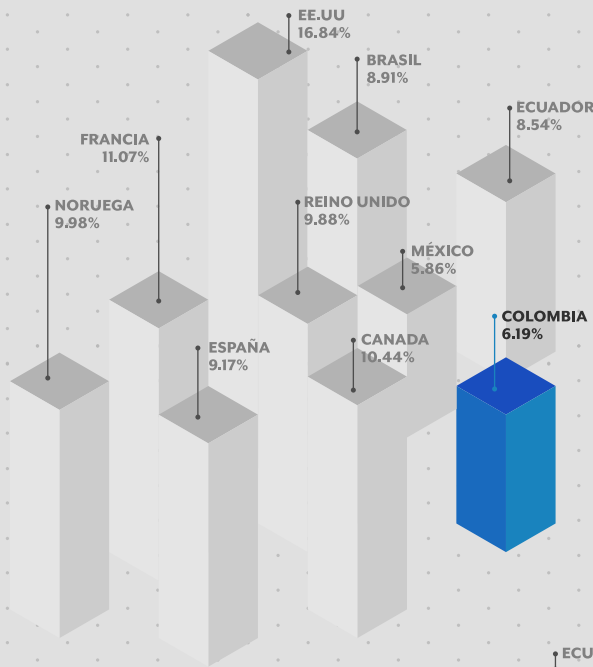 EE.UU
16.84%
BRASIL
8.91%
ECUADOR
8.54%
FRANCIA
11.07%
NORUEGA
9.98%
REINO UNIDO
9.88%
MÉXICO
5.86%
COLOMBIA
6.19%
ESPAÑA
9.17%
CANADA
10.44%
ECU